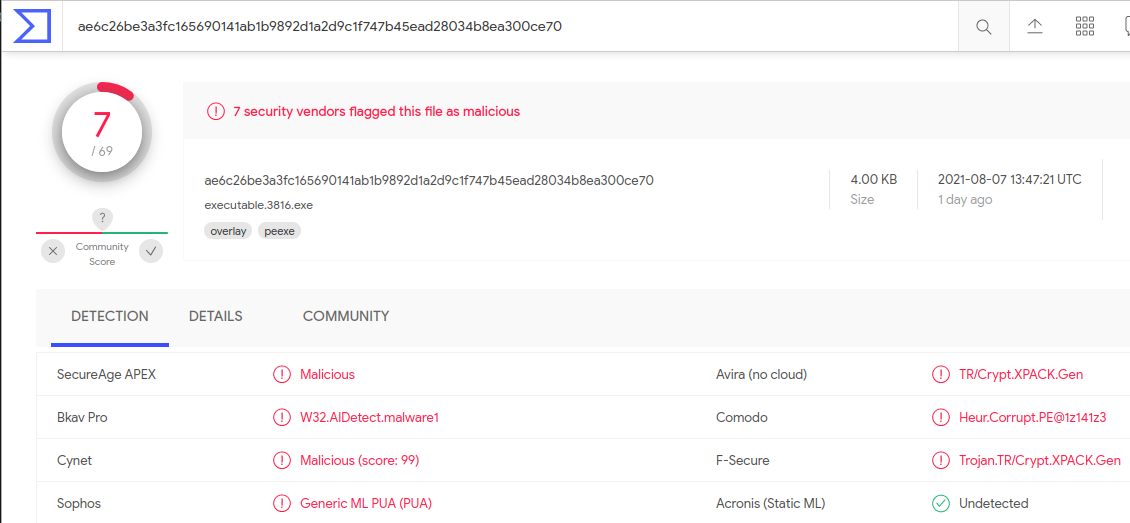 ae6c26be3a3fc165690141ab1b9892d1a2d9c1f747b45ead28034b8ea300ce70
7
/ 69
?
Community
Score
7 security vendors flagged this file as malicious
ae6c26be3a3fc165690141ab1b9892d1a2d9c1f747b45ead28034b8ea300ce70
executable.3816.exe
overlay peexe
4.00 KB
Size
2021-08-07 13:47:21 UTC
1 day ago
DETECTION DETAILS COMMUNITY
SecureAge APEX Malicious Avira (no cloud) TR/Crypt.XPACK.Gen
Bkav Pro W32.AIDetect.malware1 Comodo Heur.Corrupt.PE@1z141z3
Cynet Malicious (score: 99) F-Secure Trojan.TR/Crypt.XPACK.Gen
Sophos Generic ML PUA (PUA) Acronis (Static ML) Undetected